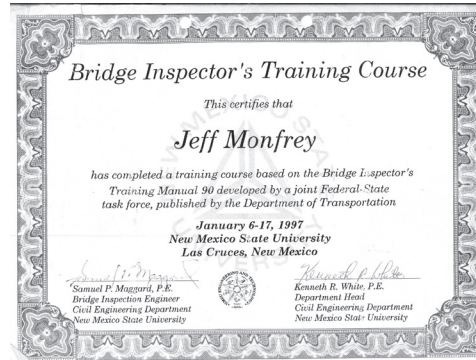 Bridge Inspector's Training Course
This certifies that
Jeff Monfrey
has completed a training course based on the Bridge Inspector's
Training Manual 90 developed by a joint Federal-State
task force, published by the Department of Transportation
January 6-17, 1997
New Mexico State University
Las Cruces, New Mexico
Samuel P. Maggard, P.E.
Bridge Inspection Engineer
Civil Engineering Department
New Mexico State University
Kenneth R. White, P.E.
Department Head
Civil Engineering Department
New Mexico State University